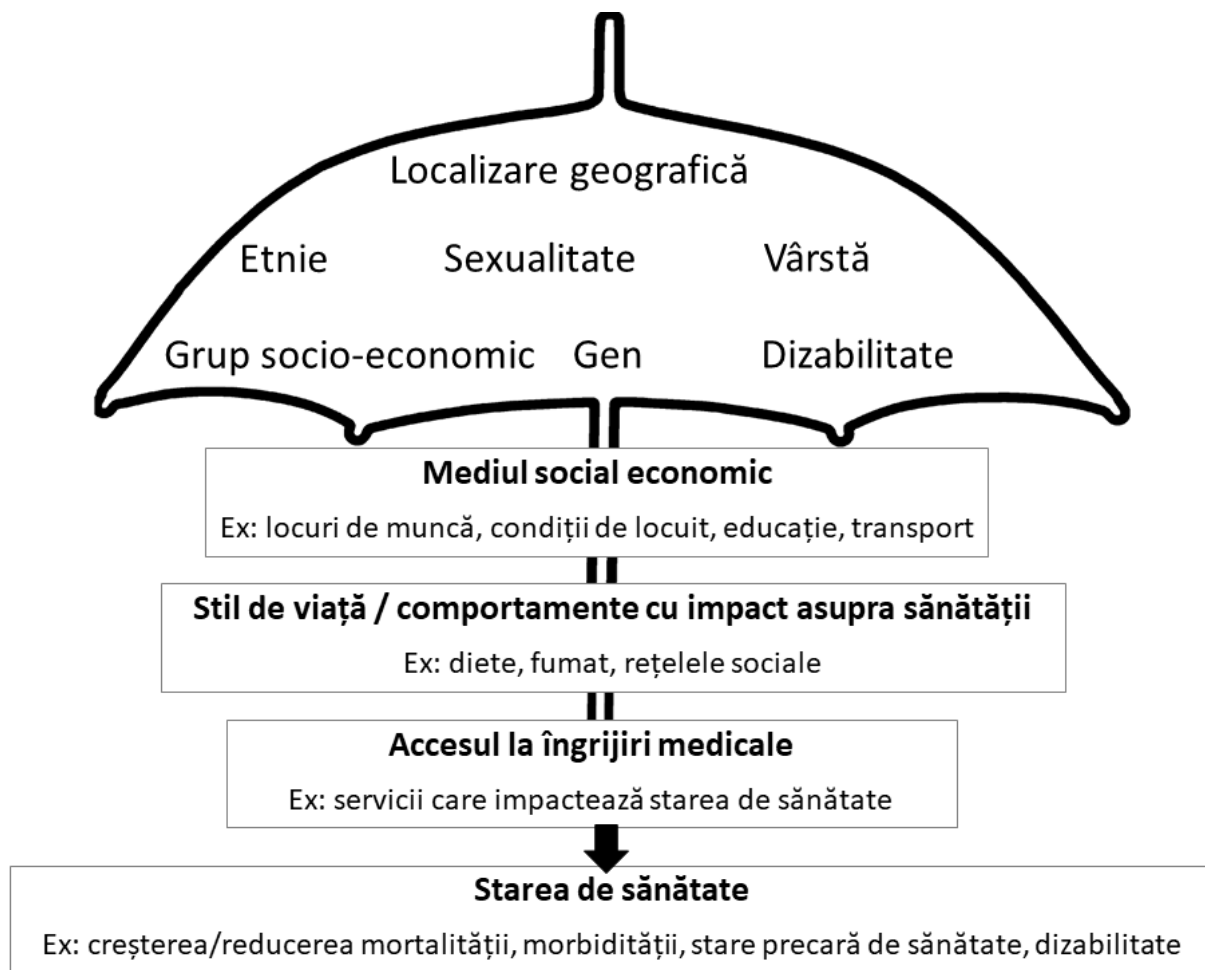 Localizare geografică
Etnie Sexualitate Vârstă
Grup socio-economic Gen Dizabilitate
Mediul social economic
Ex: locuri de muncă, condiții de locuit, educație, transport
Stil de viață / comportamente cu impact asupra sănătății
Ex: diete, fumat, rețelele sociale
Accesul la îngrijiri medicale
Ex: servicii care impactează starea de sănătate
Starea de sănătate
Ex: creșterea/reducerea mortalității, morbidității, stare precară de sănătate, dizabilitate